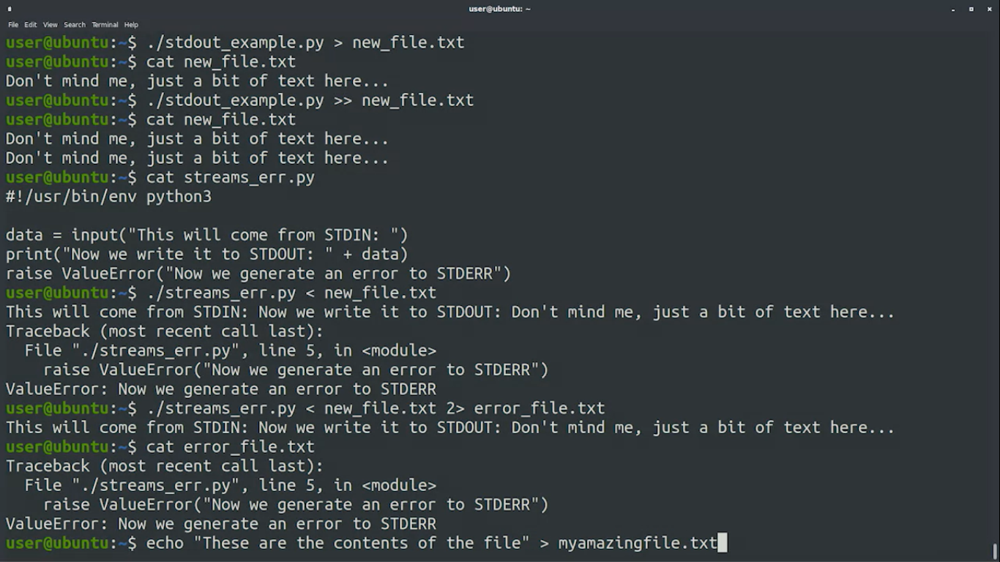 user@ubuntu: ~
File Edit View Search Terminal Help
user@ubuntu:~$ ./stdout_example.py > new_file.txt
user@ubuntu:~$ cat new_file.txt
Don't mind me, just a bit of text here...
user@ubuntu:~$ ./stdout_example.py >> new_file.txt
user@ubuntu:~$ cat new_file.txt
Don't mind me, just a bit of text here...
Don't mind me, just a bit of text here...
user@ubuntu:~$ cat streams_err.py
#!/usr/bin/env python3

data = input("This will come from STDIN: ")
print("Now we write it to STDOUT: " + data)
raise ValueError("Now we generate an error to STDERR")
user@ubuntu:~$ ./streams_err.py < new_file.txt
This will come from STDIN: Now we write it to STDOUT: Don't mind me, just a bit of text here...
Traceback (most recent call last):
  File "./streams_err.py", line 5, in <module>
    raise ValueError("Now we generate an error to STDERR")
ValueError: Now we generate an error to STDERR
user@ubuntu:~$ ./streams_err.py < new_file.txt 2> error_file.txt
This will come from STDIN: Now we write it to STDOUT: Don't mind me, just a bit of text here...
user@ubuntu:~$ cat error_file.txt
Traceback (most recent call last):
  File "./streams_err.py", line 5, in <module>
    raise ValueError("Now we generate an error to STDERR")
ValueError: Now we generate an error to STDERR
user@ubuntu:~$ echo "These are the contents of the file" > myamazingfile.txt